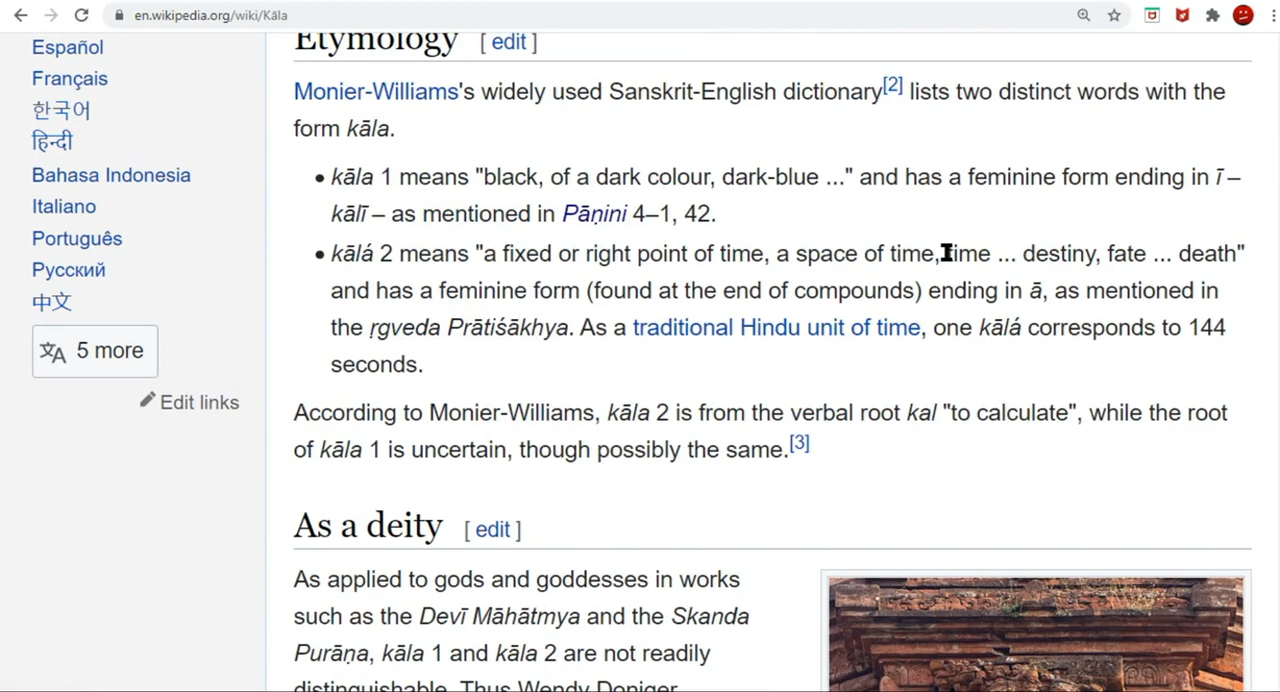 en.wikipedia.org/wiki/Kāla
Español
Français
한국어
हिन्दी
Bahasa Indonesia
Italiano
Português
Русский
中文
5 more
Edit links
Etymology [ edit ]
Monier-Williams's widely used Sanskrit-English dictionary[2] lists two distinct words with the
form kāla.
• kāla 1 means "black, of a dark colour, dark-blue ..." and has a feminine form ending in ī –
kālī – as mentioned in Pāṇini 4–1, 42.
• kālá 2 means "a fixed or right point of time, a space of time, time ... destiny, fate ... death"
and has a feminine form (found at the end of compounds) ending in ā, as mentioned in
the ṛgveda Prātiśākhya. As a traditional Hindu unit of time, one kālá corresponds to 144
seconds.
According to Monier-Williams, kāla 2 is from the verbal root kal "to calculate", while the root
of kāla 1 is uncertain, though possibly the same.[3]
As a deity [ edit ]
As applied to gods and goddesses in works
such as the Devī Māhātmya and the Skanda
Purāṇa, kāla 1 and kāla 2 are not readily
distinguishable. Thus Wendy Doniger,